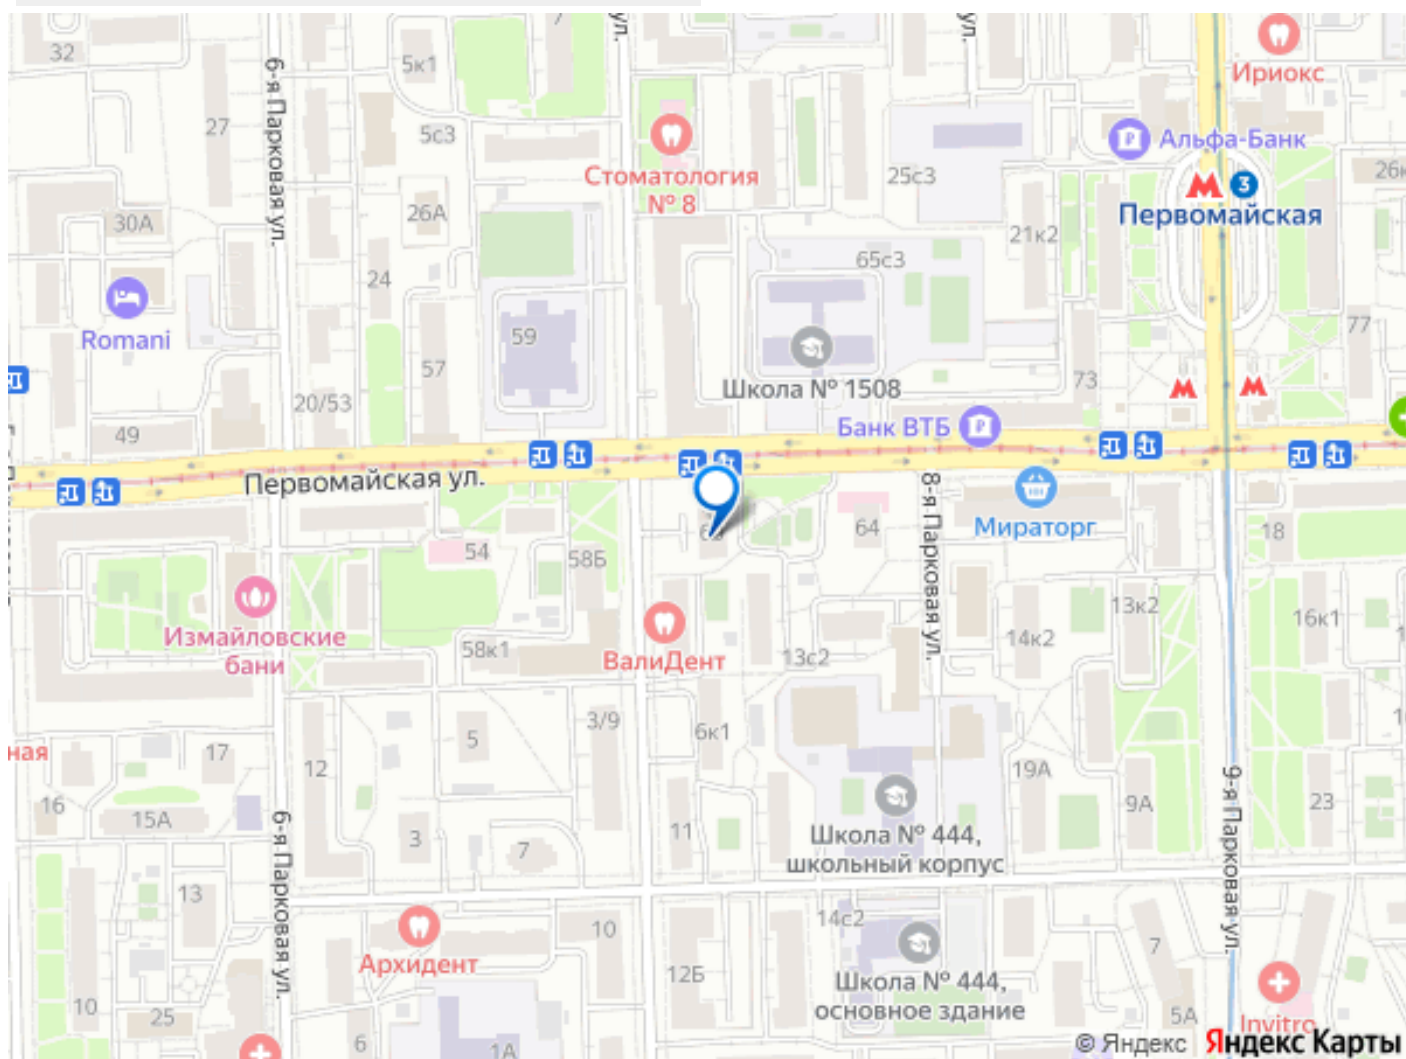 32
7
ул.
ул.
5к1
Ириокс
6-я Парковая ул.
27
5с3
Альфа-Банк
Стоматология
№ 8
25с3
26к
3
Первомайская
30А
26А
21к2
65с3
24
Romani
59
77
57
Школа № 1508
73
20/53
49
Банк ВТБ
Первомайская ул.
8-я Парковая ул.
Мираторг
64
18
54
58Б
Измайловские
бани
13к2
16к1
14к2
58к1
ВалиДент
13с2
3/9
6к1
5
ная
17
12
19А
9-я Парковая ул.
16
15А
9А
23
3
7
11
6-я Парковая ул.
Школа № 444,
школьный корпус
13
14с2
10
7
Архидент
12Б
Школа № 444,
основное здание
10
25
6
1А
5А
Invitro
© Яндекс
Яндекс Карты